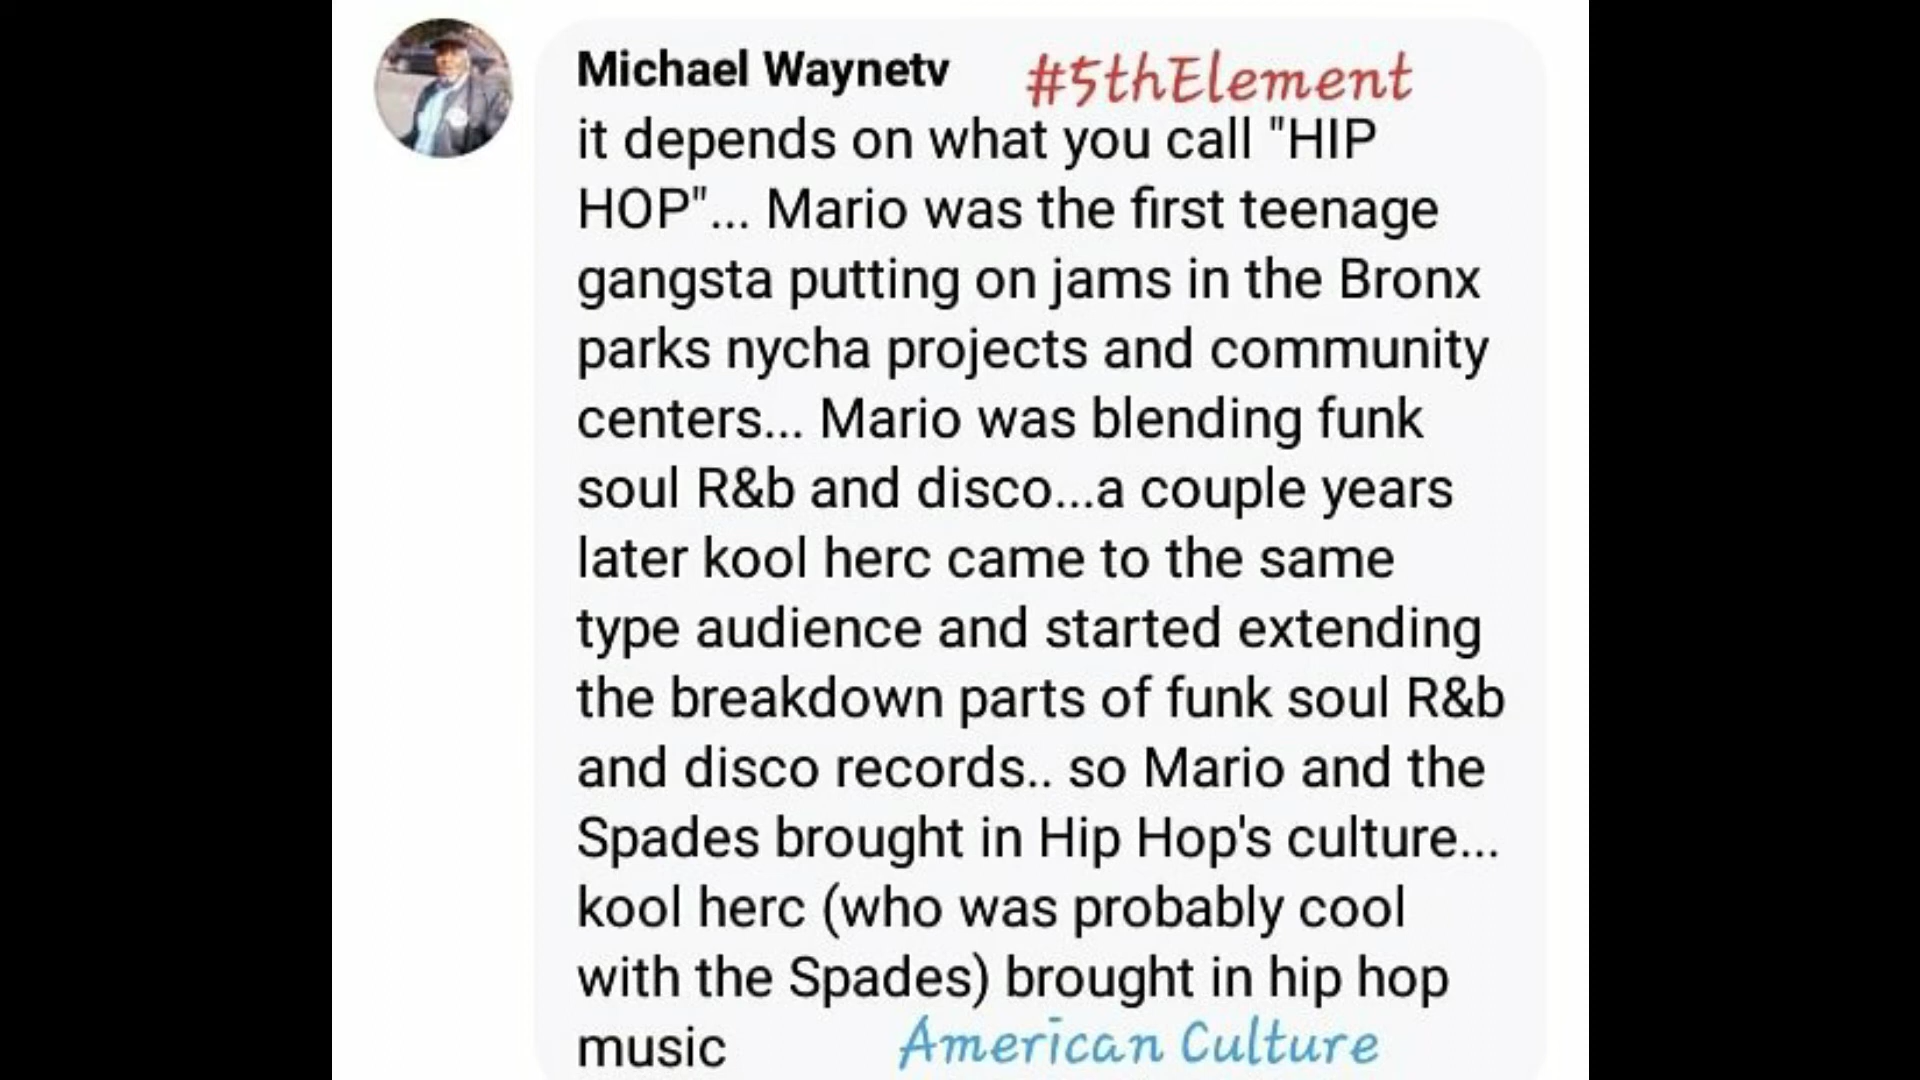 Michael Waynetv #5thElement
it depends on what you call "HIP
HOP"... Mario was the first teenage
gangsta putting on jams in the Bronx
parks nycha projects and community
centers... Mario was blending funk
soul R&b and disco...a couple years
later kool herc came to the same
type audience and started extending
the breakdown parts of funk soul R&b
and disco records.. so Mario and the
Spades brought in Hip Hop's culture...
kool herc (who was probably cool
with the Spades) brought in hip hop
music American Culture